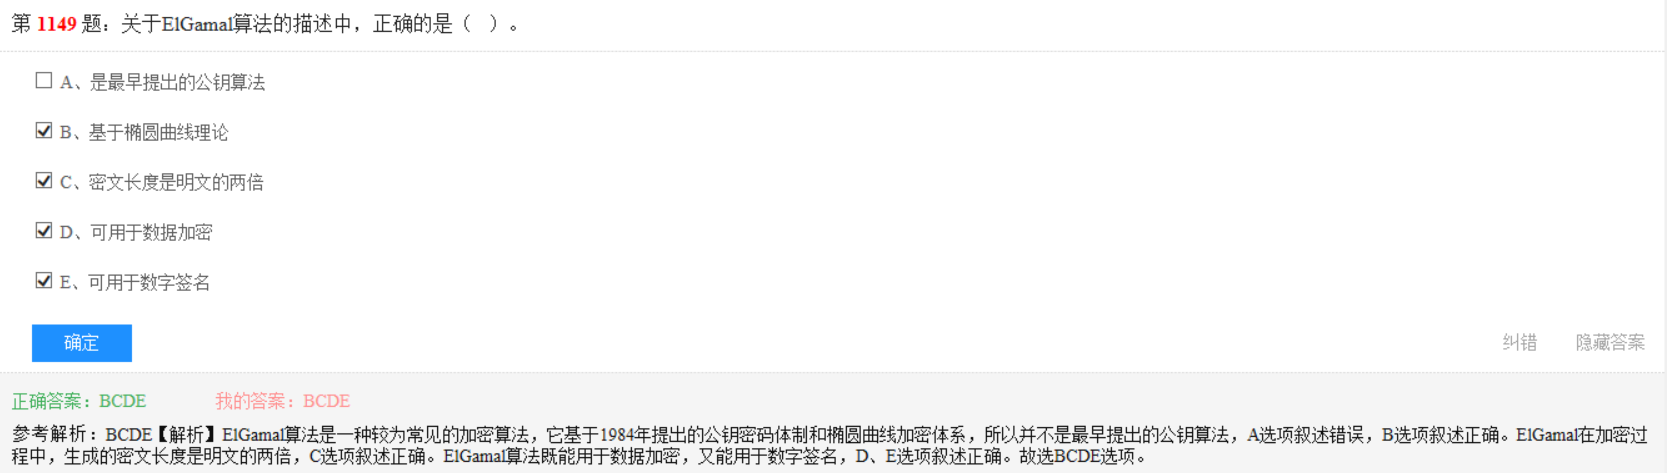 第 1149 题：关于ElGamal算法的描述中，正确的是（　）。
A、是最早提出的公钥算法
B、基于椭圆曲线理论
C、密文长度是明文的两倍
D、可用于数据加密
E、可用于数字签名
确定
纠错 隐藏答案
正确答案：BCDE 我的答案：BCDE
参考解析：BCDE【解析】ElGamal算法是一种较为常见的加密算法，它基于1984年提出的公钥密码体制和椭圆曲线加密体系，所以并不是最早提出的公钥算法，A选项叙述错误，B选项叙述正确。ElGamal在加密过
程中，生成的密文长度是明文的两倍，C选项叙述正确。ElGamal算法既能用于数据加密，又能用于数字签名，D、E选项叙述正确。故选BCDE选项。